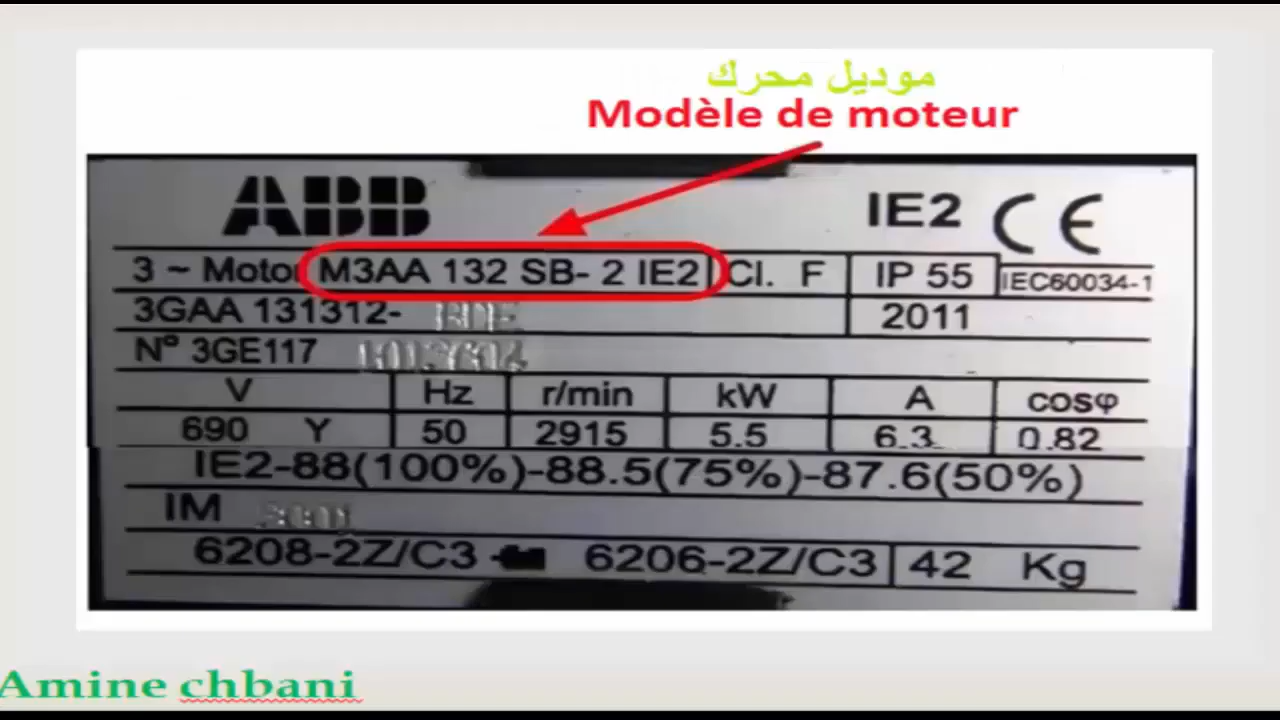 موديل محرك
Modèle de moteur
ABB
IE2 CE
3 ~ Motor M3AA 132 SB- 2 IE2 Cl. F IP 55 IEC60034-1
3GAA 131312- 2011
Nº 3GE117
V Hz r/min kW A cosφ
690 Y 50 2915 5.5 6.3 0.82
IE2-88(100%)-88.5(75%)-87.6(50%)
IM
6208-2Z/C3 6206-2Z/C3 42 Kg
Amine chbani